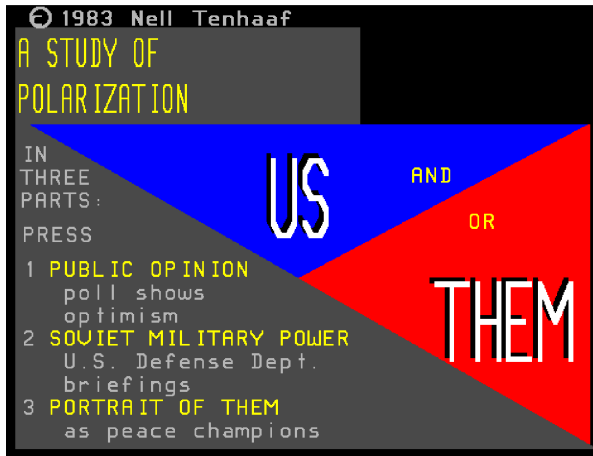 © 1983 Nell Tenhaaf
A STUDY OF
POLARIZATION
IN
THREE
PARTS:
PRESS
US
AND
OR
THEM
1 PUBLIC OPINION
poll shows
optimism
2 SOVIET MILITARY POWER
U.S. Defense Dept.
briefings
3 PORTRAIT OF THEM
as peace champions